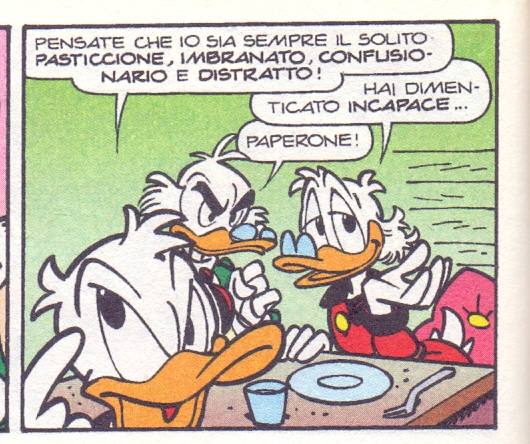 PENSATE CHE IO SIA SEMPRE IL SOLITO
PASTICCIONE, IMBRANATO, CONFUSIO-
NARIO E DISTRATTO!
HAI DIMEN-
TICATO INCAPACE...
PAPERONE!